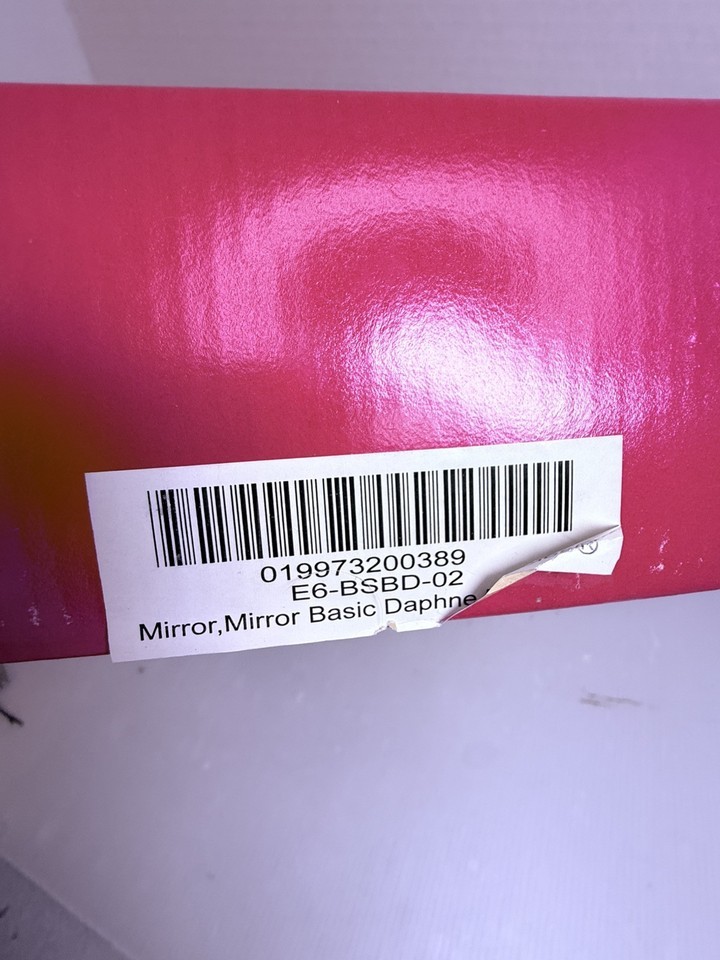 019973200389
E6-BSBD-02
Mirror,Mirror Basic Daphne